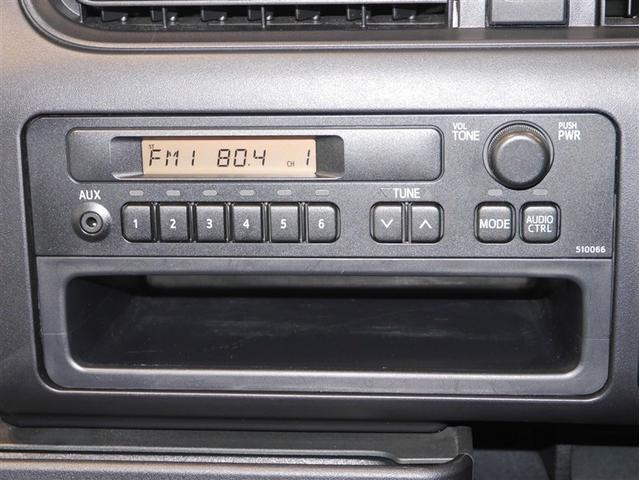 ST
FM1 80.4 CH 1
VOL
TONE
PUSH
PWR
AUX
TUNE
1 2 3 4 5 6
MODE
AUDIO
CTRL
510066